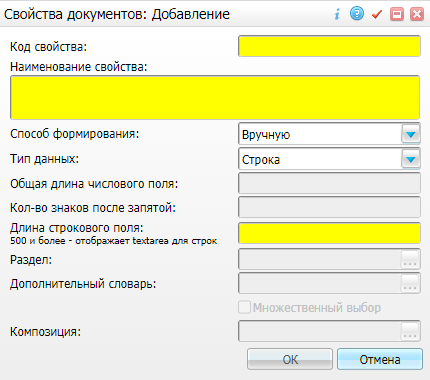 Свойства документов: Добавление
Код свойства:
Наименование свойства:
Способ формирования: Вручную
Тип данных: Строка
Общая длина числового поля:
Кол-во знаков после запятой:
Длина строкового поля:
500 и более - отображает textarea для строк
Раздел: ...
Дополнительный словарь: ...
Множественный выбор
Композиция: ...
ОК Отмена